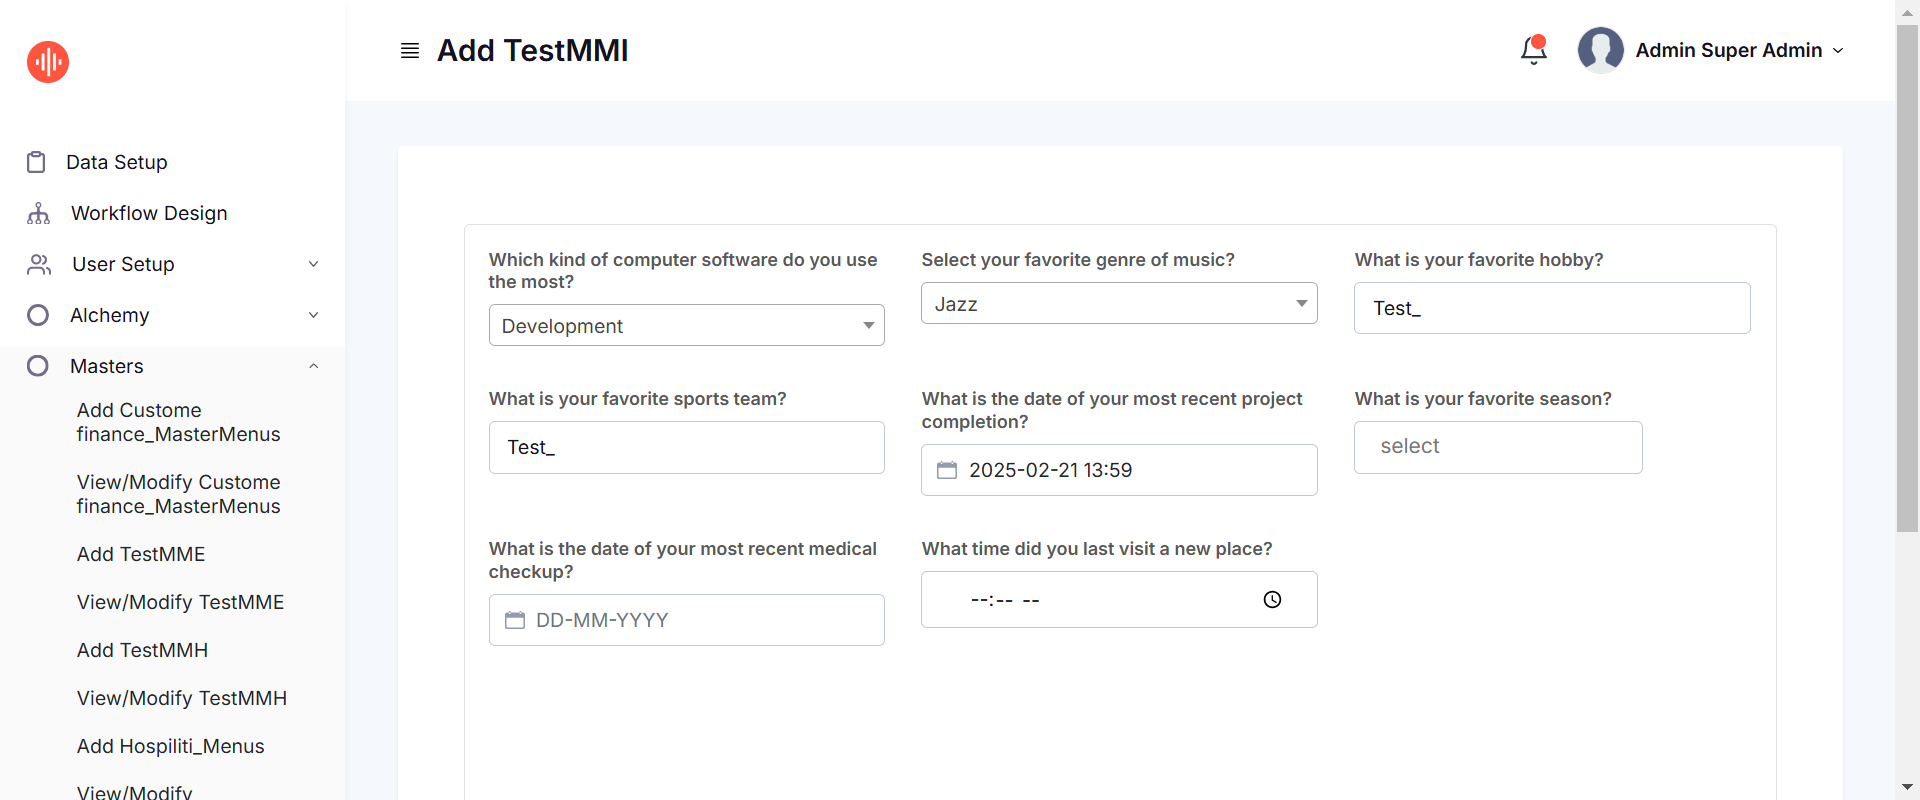 Add TestMMI
Admin Super Admin
Data Setup
Workflow Design
User Setup
Alchemy
Masters
Add Custome
finance_MasterMenus
View/Modify Custome
finance_MasterMenus
Add TestMME
View/Modify TestMME
Add TestMMH
View/Modify TestMMH
Add Hospiliti_Menus
View/Modify
Which kind of computer software do you use
the most?
Development
Select your favorite genre of music?
Jazz
What is your favorite hobby?
Test_
What is your favorite sports team?
Test_
What is the date of your most recent project
completion?
2025-02-21 13:59
What is your favorite season?
select
What is the date of your most recent medical
checkup?
DD-MM-YYYY
What time did you last visit a new place?
--:-- --